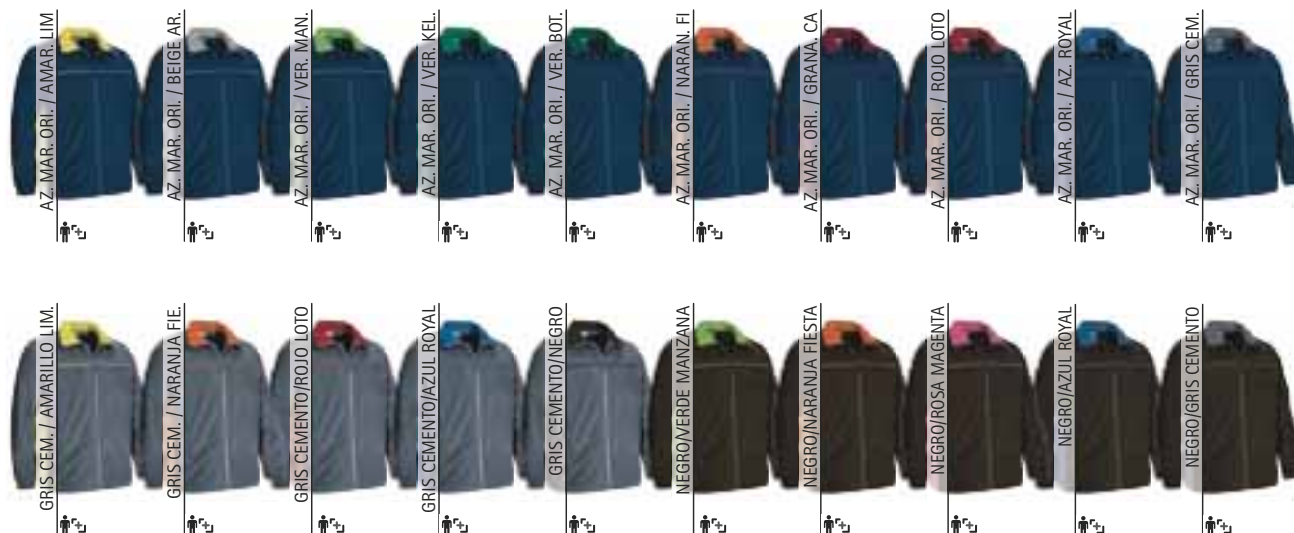 AZ. MAR. ORI. / AMAR. LIM
AZ. MAR. ORI. / BEIGE AR.
AZ. MAR. ORI. / VER. MAN.
AZ. MAR. ORI. / VER. KEL.
AZ. MAR. ORI. / VER. BOT.
AZ. MAR. ORI. / NARAN. FI
AZ. MAR. ORI. / GRANA. CA
AZ. MAR. ORI. / ROJO LOTO
AZ. MAR. ORI. / AZ. ROYAL
AZ. MAR. ORI. / GRIS CEM.
GRIS CEM. / AMARILLO LIM.
GRIS CEM. / NARANJA FIE.
GRIS CEMENTO/ROJO LOTO
GRIS CEMENTO/AZUL ROYAL
GRIS CEMENTO/NEGRO
NEGRO/VERDE MANZANA
NEGRO/NARANJA FIESTA
NEGRO/ROSA MAGENTA
NEGRO/AZUL ROYAL
NEGRO/GRIS CEMENTO